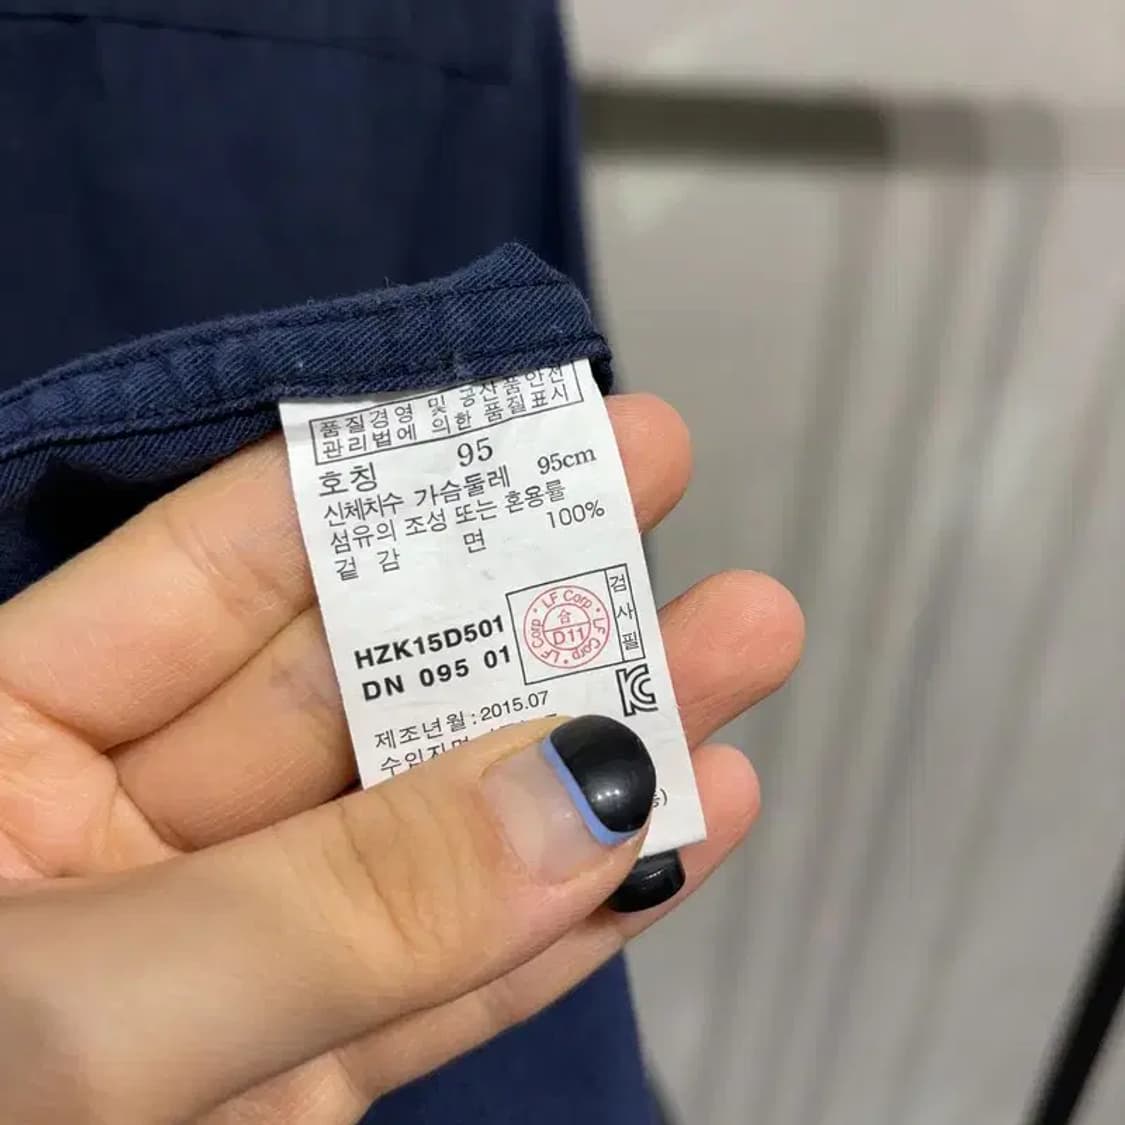 품질경영 및 공산품안전
관리법에 의한 품질표시
호칭 95
신체치수 가슴둘레 95cm
섬유의 조성 또는 혼용률
겉감 면 100%
HZK15D501
DN 095 01
LF Corp · LF Corp · LF Corp ·
合
D11
검사필
제조년월:2015.07